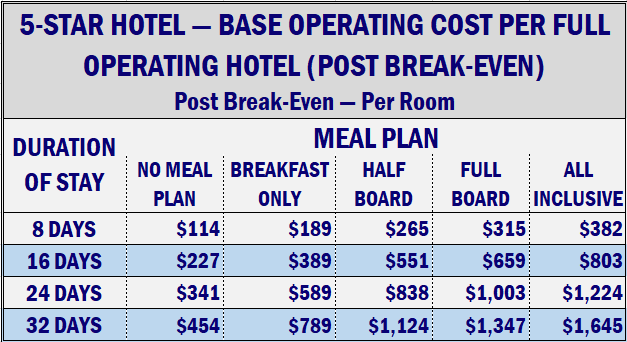 5-STAR HOTEL — BASE OPERATING COST PER FULL
OPERATING HOTEL (POST BREAK-EVEN)
Post Break-Even — Per Room
DURATION OF STAY
MEAL PLAN
NO MEAL PLAN BREAKFAST ONLY HALF BOARD FULL BOARD ALL INCLUSIVE
8 DAYS $114 $189 $265 $315 $382
16 DAYS $227 $389 $551 $659 $803
24 DAYS $341 $589 $838 $1,003 $1,224
32 DAYS $454 $789 $1,124 $1,347 $1,645